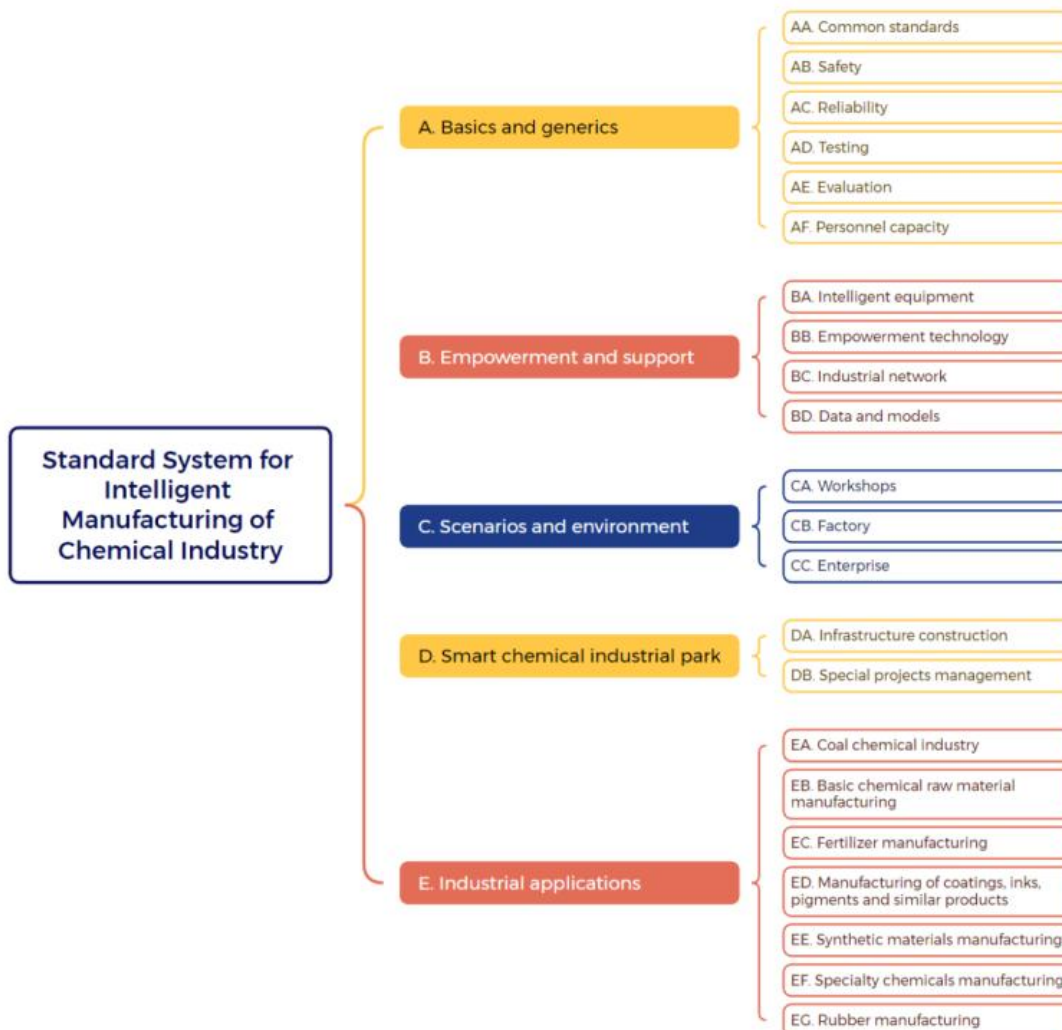 Standard System for
Intelligent
Manufacturing of
Chemical Industry
A. Basics and generics
AA. Common standards
AB. Safety
AC. Reliability
AD. Testing
AE. Evaluation
AF. Personnel capacity
B. Empowerment and support
BA. Intelligent equipment
BB. Empowerment technology
BC. Industrial network
BD. Data and models
C. Scenarios and environment
CA. Workshops
CB. Factory
CC. Enterprise
D. Smart chemical industrial park
DA. Infrastructure construction
DB. Special projects management
E. Industrial applications
EA. Coal chemical industry
EB. Basic chemical raw material
manufacturing
EC. Fertilizer manufacturing
ED. Manufacturing of coatings, inks,
pigments and similar products
EE. Synthetic materials manufacturing
EF. Specialty chemicals manufacturing
EG. Rubber manufacturing